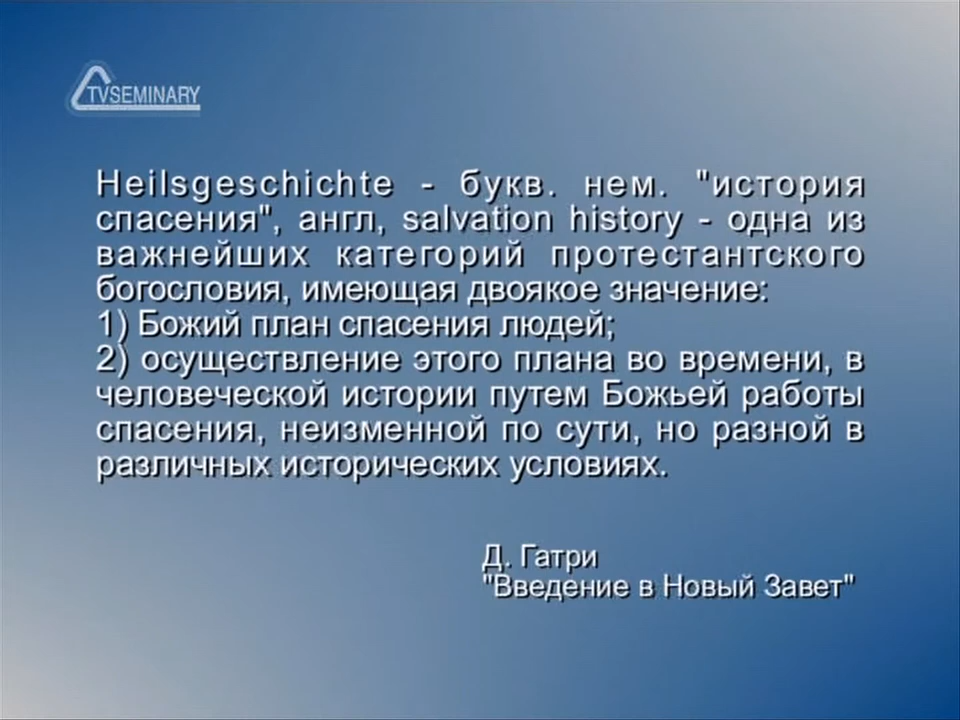 TVSEMINARY
Heilsgeschichte - букв. нем. "история
спасения", англ, salvation history - одна из
важнейших категорий протестантского
богословия, имеющая двоякое значение:
1) Божий план спасения людей;
2) осуществление этого плана во времени, в
человеческой истории путем Божьей работы
спасения, неизменной по сути, но разной в
различных исторических условиях.
Д. Гатри
"Введение в Новый Завет"